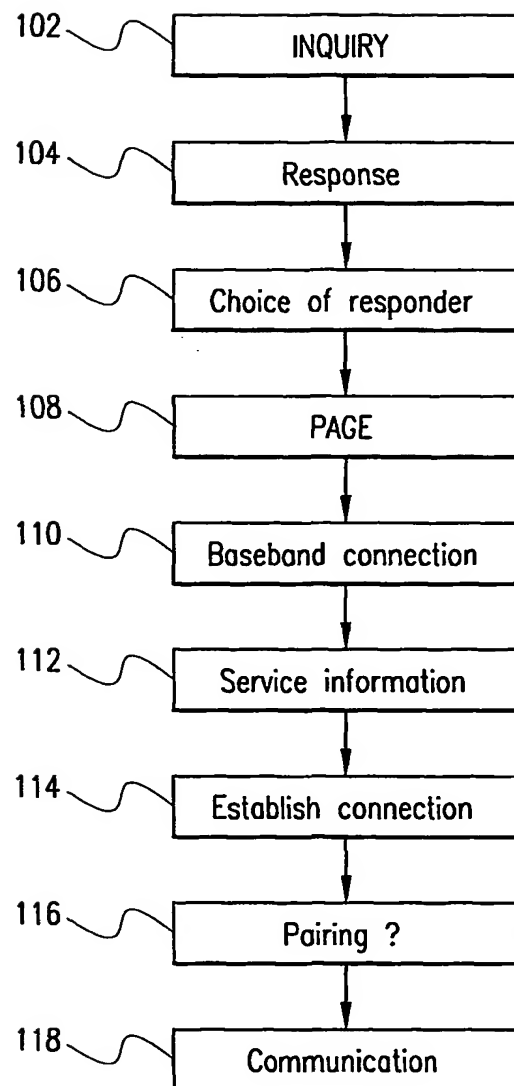 102 INQUIRY
104 Response
106 Choice of responder
108 PAGE
110 Baseband connection
112 Service information
114 Establish connection
116 Pairing ?
118 Communication